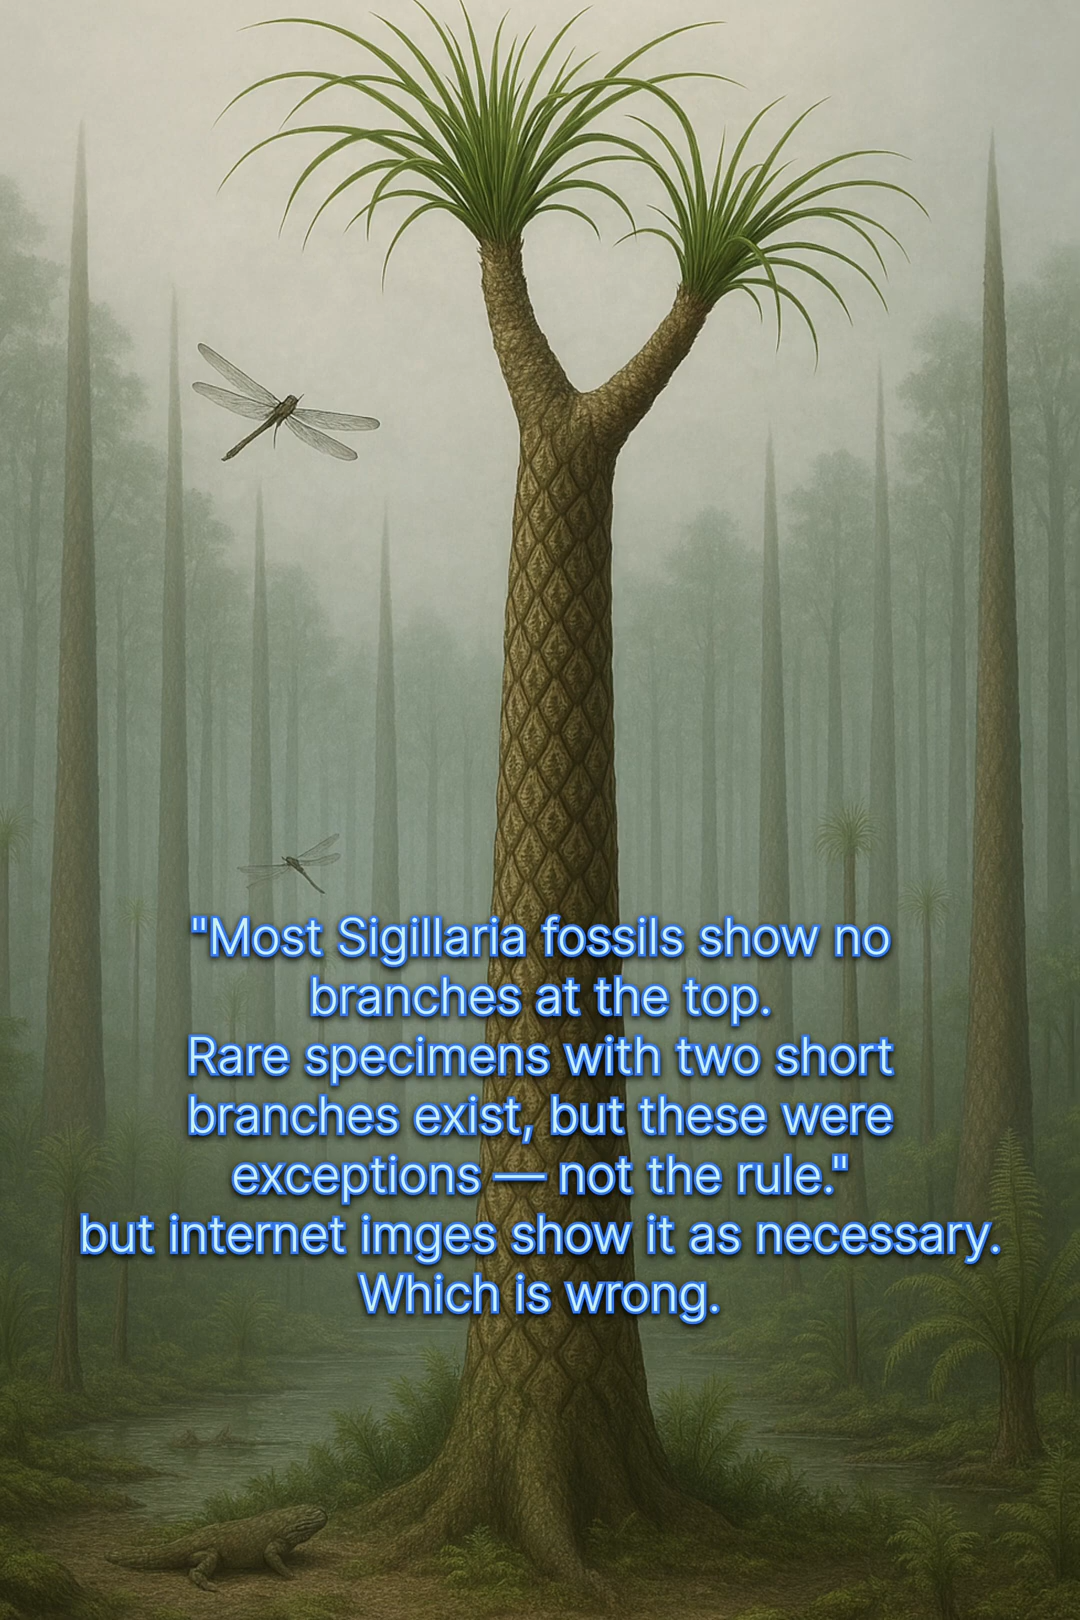 "Most Sigillaria fossils show no
branches at the top.
Rare specimens with two short
branches exist, but these were
exceptions — not the rule."
but internet imges show it as necessary.
Which is wrong.